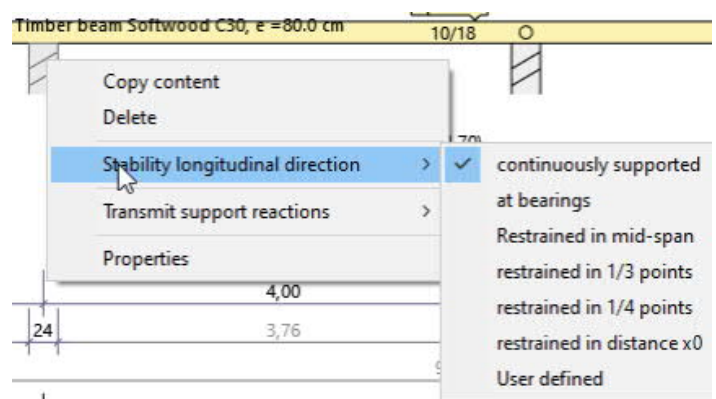 Timber beam Softwood C30, e =80.0 cm
10/18
Copy content
Delete
Stability longitudinal direction
continuously supported
at bearings
Transmit support reactions
Restrained in mid-span
Properties
restrained in 1/3 points
restrained in 1/4 points
restrained in distance x0
User defined
4,00
24
3,76